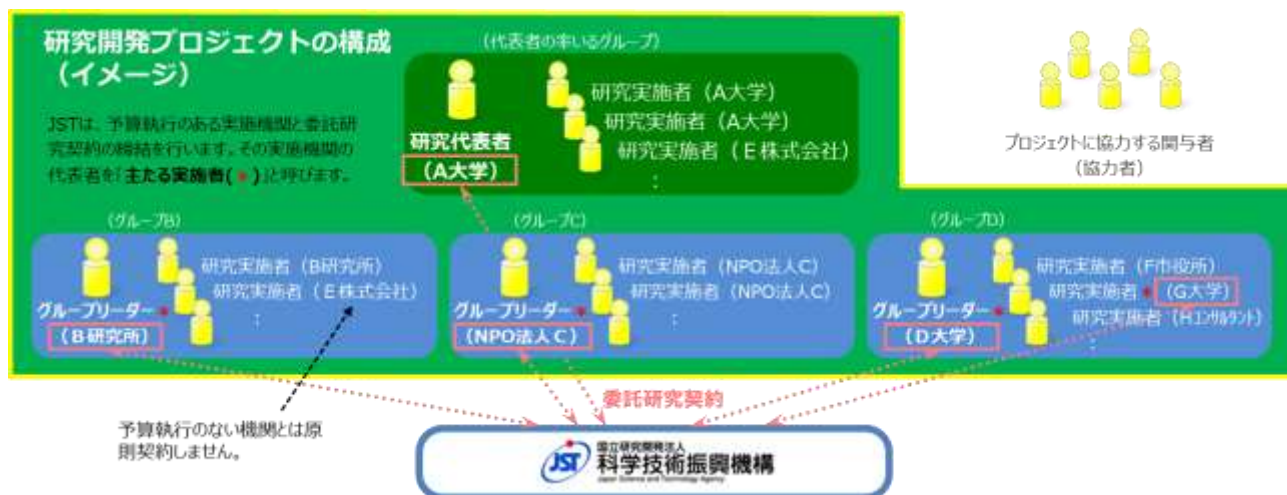 研究開発プロジェクトの構成
（イメージ）
JSTは、予算執行のある実施機関と委託研
究契約の締結を行います。その実施機関の
代表者を「主たる実施者(＊)」と呼びます。
（代表者の率いるグループ）
研究実施者（A大学）
研究実施者（A大学）
研究実施者（E株式会社）
：
研究代表者
（A大学）
プロジェクトに協力する関与者
（協力者）
（グループB）
研究実施者（B研究所）
研究実施者（E株式会社）
：
グループリーダー＊
（B研究所）
（グループC）
研究実施者（NPO法人C）
研究実施者（NPO法人C）
：
グループリーダー＊
（NPO法人C）
（グループD）
研究実施者（F市役所）
研究実施者＊（G大学）
研究実施者（Hコンサルタント）
：
グループリーダー＊
（D大学）
予算執行のない機関とは原
則契約しません。
委託研究契約
JST
国立研究開発法人
科学技術振興機構
Japan Science and Technology Agency